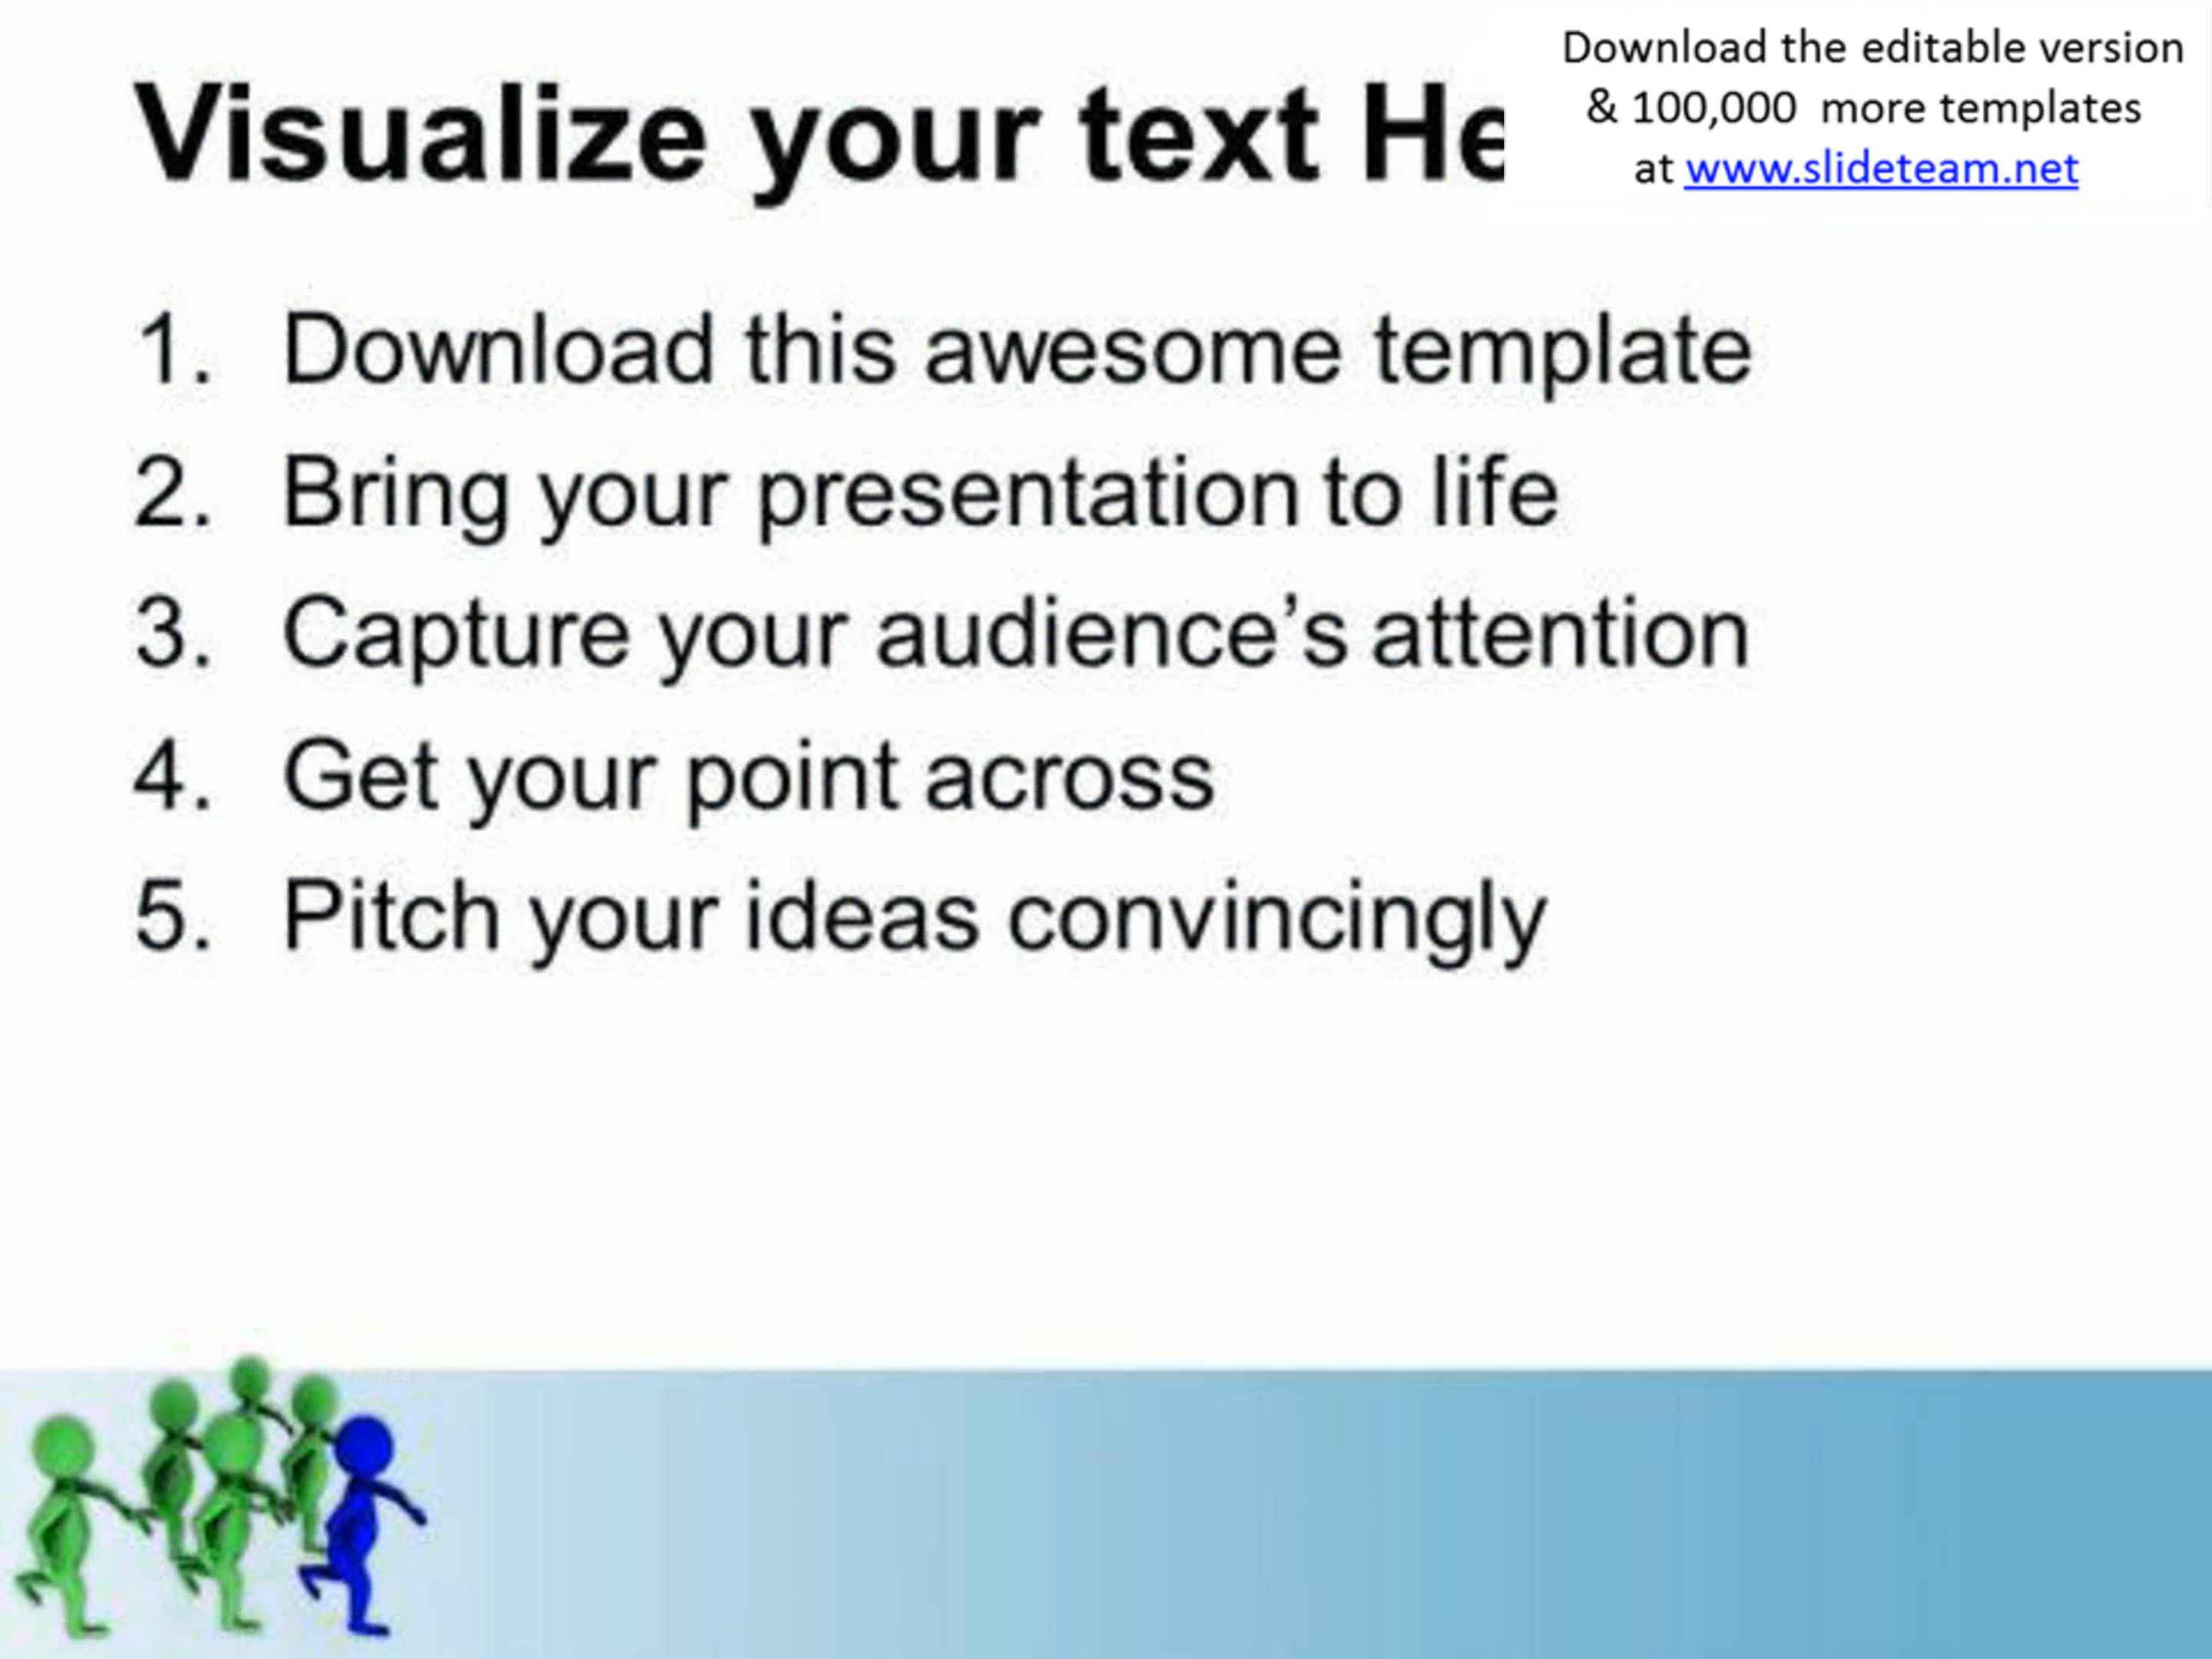 Visualize your text He
Download the editable version
& 100,000 more templates
at www.slideteam.net
1. Download this awesome template
2. Bring your presentation to life
3. Capture your audience’s attention
4. Get your point across
5. Pitch your ideas convincingly